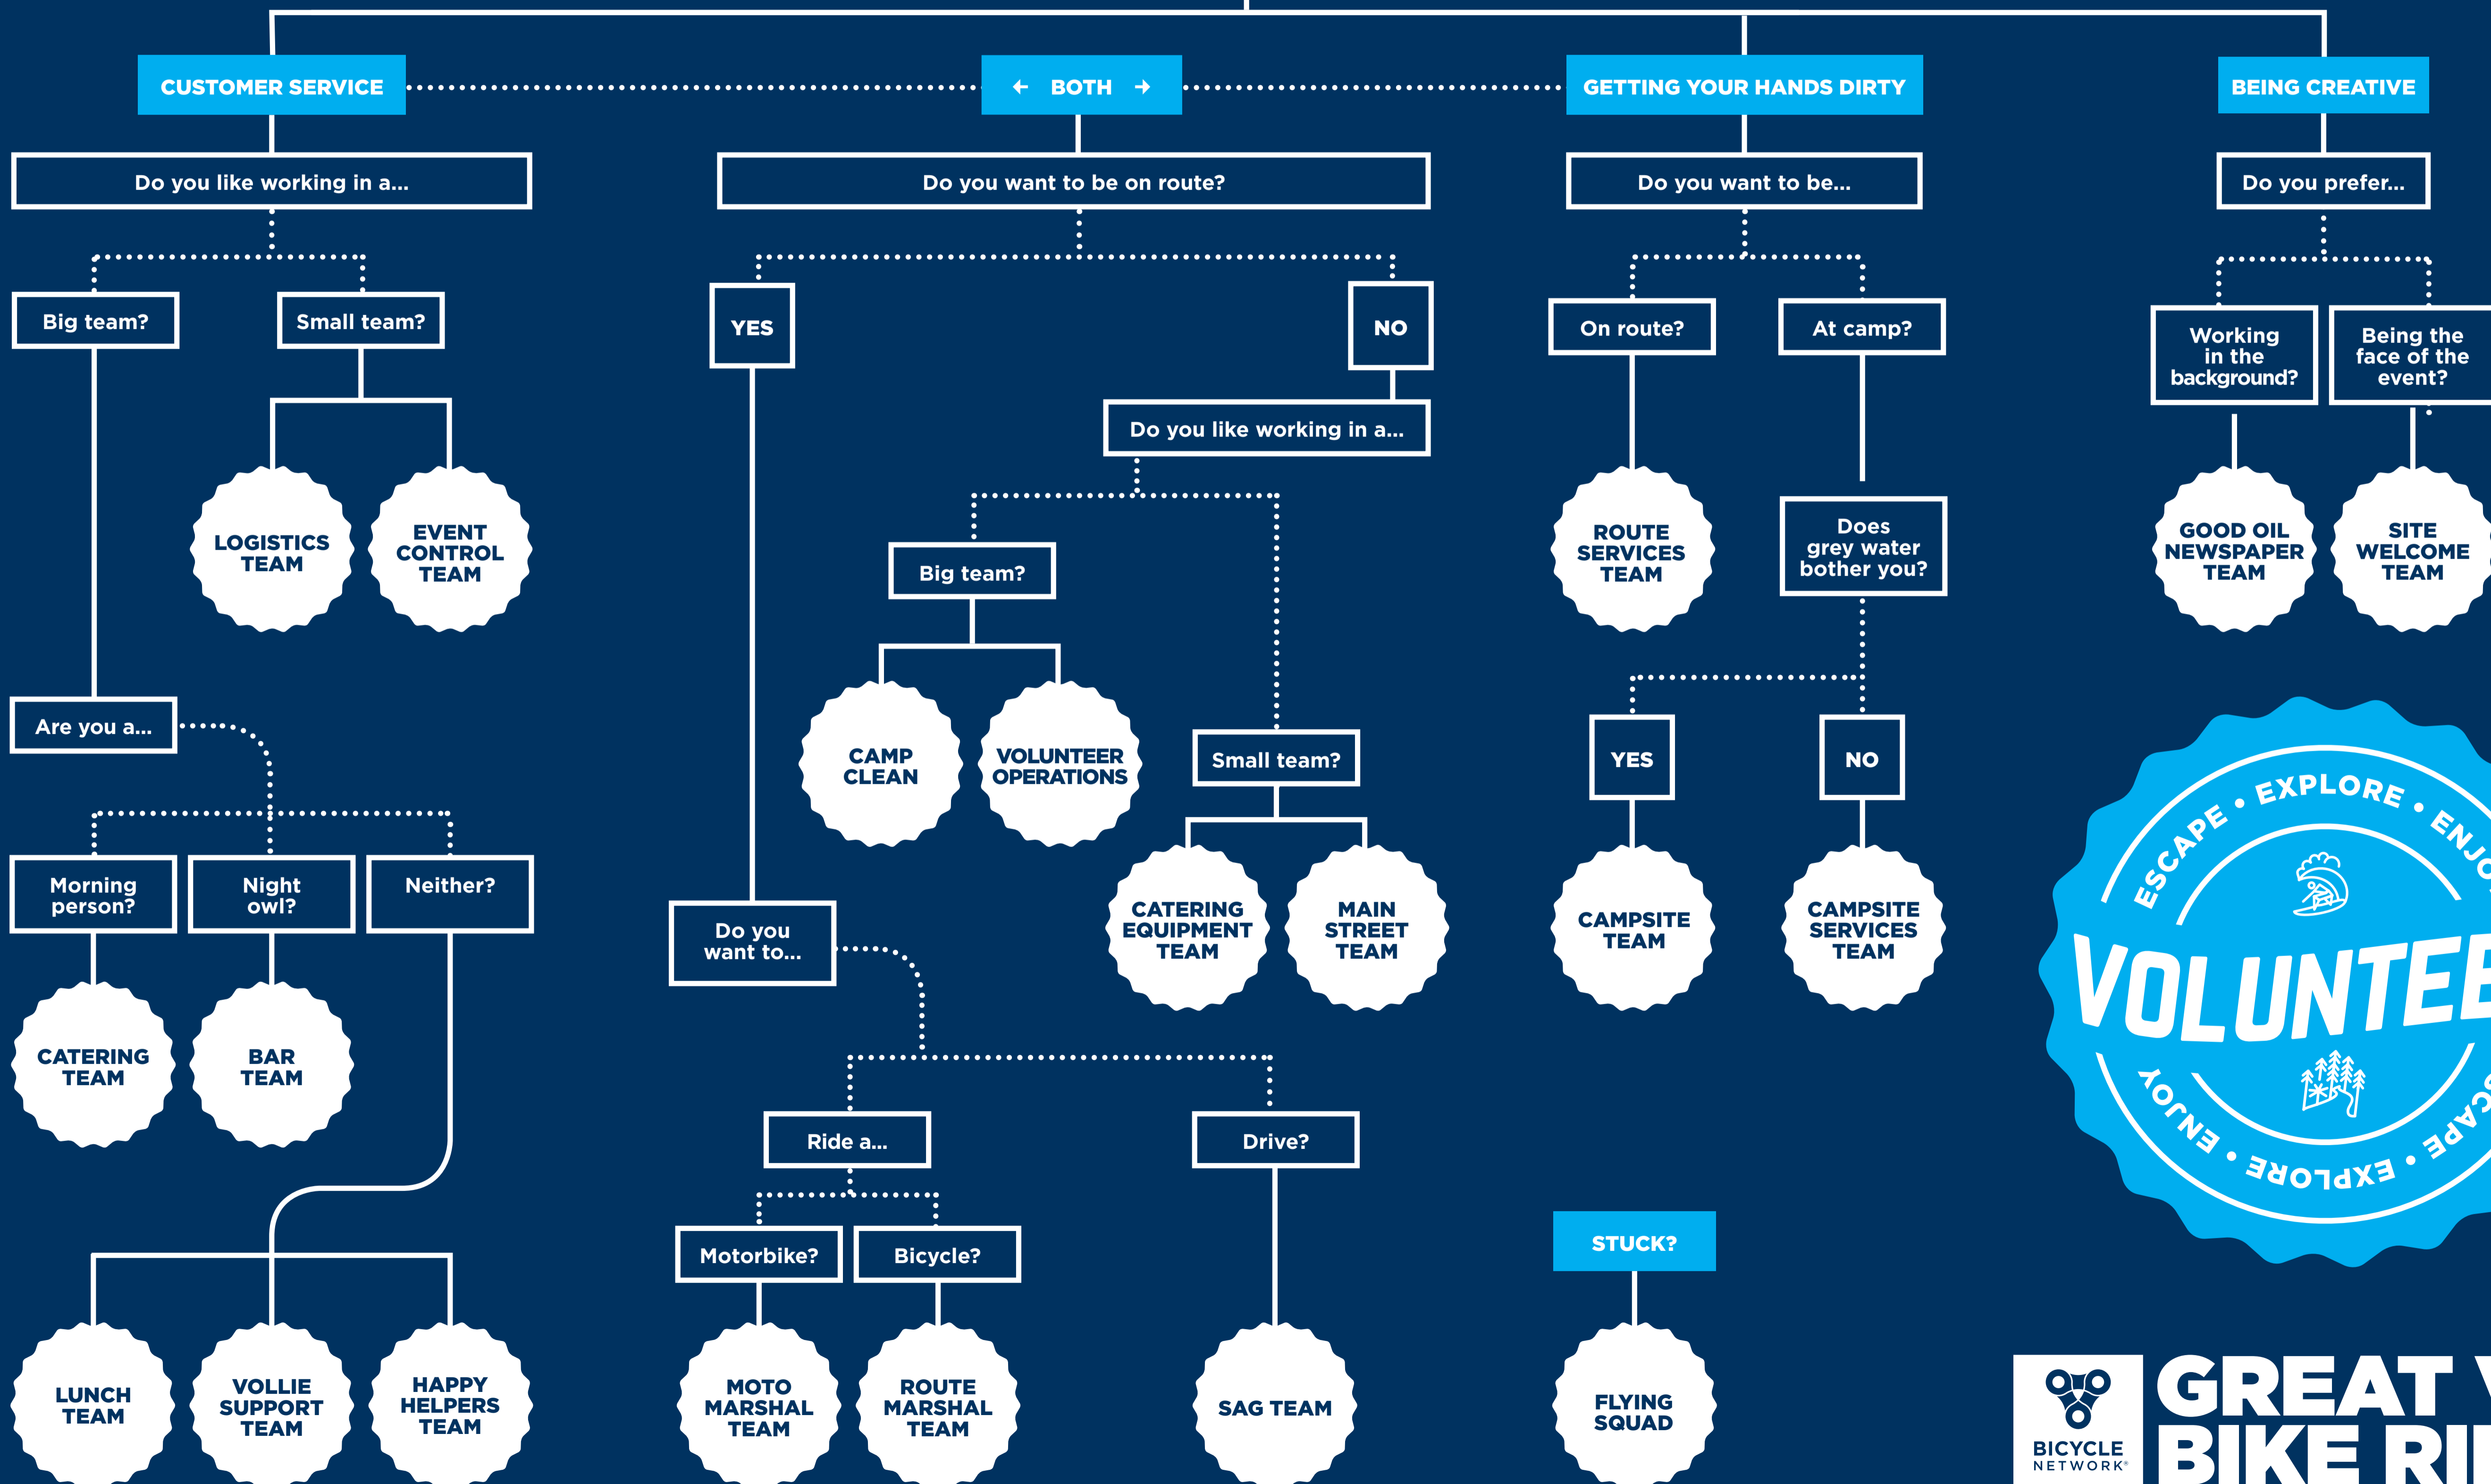 CUSTOMER SERVICE
← BOTH →
GETTING YOUR HANDS DIRTY
BEING CREATIVE
Do you like working in a...
Do you want to be on route?
Do you want to be...
Do you prefer...
Big team?
Small team?
YES
NO
On route?
At camp?
Working
in the
background?
Being the
face of the
event?
Do you like working in a...
LOGISTICS
TEAM
EVENT
CONTROL
TEAM
Big team?
ROUTE
SERVICES
TEAM
Does
grey water
bother you?
GOOD OIL
NEWSPAPER
TEAM
SITE
WELCOME
TEAM
Are you a...
CAMP
CLEAN
VOLUNTEER
OPERATIONS
Small team?
YES
NO
Morning
person?
Night
owl?
Neither?
Do you
want to...
CATERING
EQUIPMENT
TEAM
MAIN
STREET
TEAM
CAMPSITE
TEAM
CAMPSITE
SERVICES
TEAM
CATERING
TEAM
BAR
TEAM
Ride a...
Drive?
Motorbike?
Bicycle?
STUCK?
LUNCH
TEAM
VOLLIE
SUPPORT
TEAM
HAPPY
HELPERS
TEAM
MOTO
MARSHAL
TEAM
ROUTE
MARSHAL
TEAM
SAG TEAM
FLYING
SQUAD
ESCAPE • EXPLORE • ENJO
VOLUNTEE
CAPE • EXPLORE • ENJOY
BICYCLE
NETWORK®
GREAT V
BIKE RI